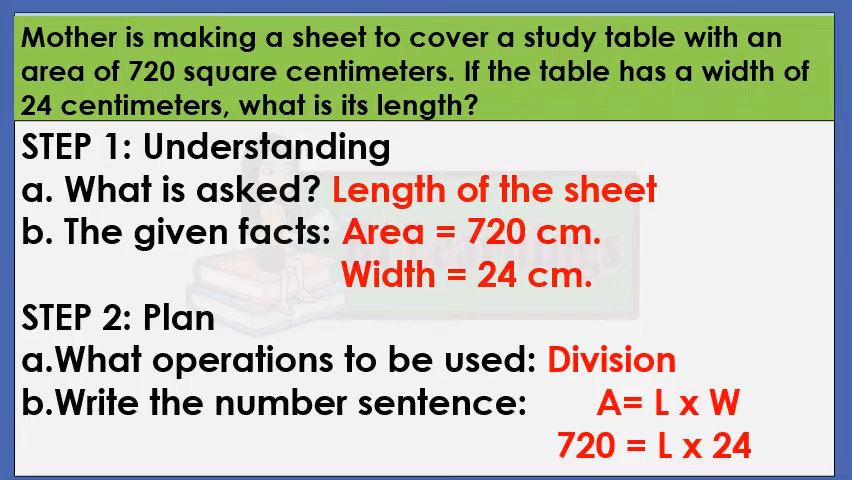 Mother is making a sheet to cover a study table with an
area of 720 square centimeters. If the table has a width of
24 centimeters, what is its length?
STEP 1: Understanding
a. What is asked? Length of the sheet
b. The given facts: Area = 720 cm.
Width = 24 cm.
STEP 2: Plan
a.What operations to be used: Division
b.Write the number sentence: A= L x W
720 = L x 24